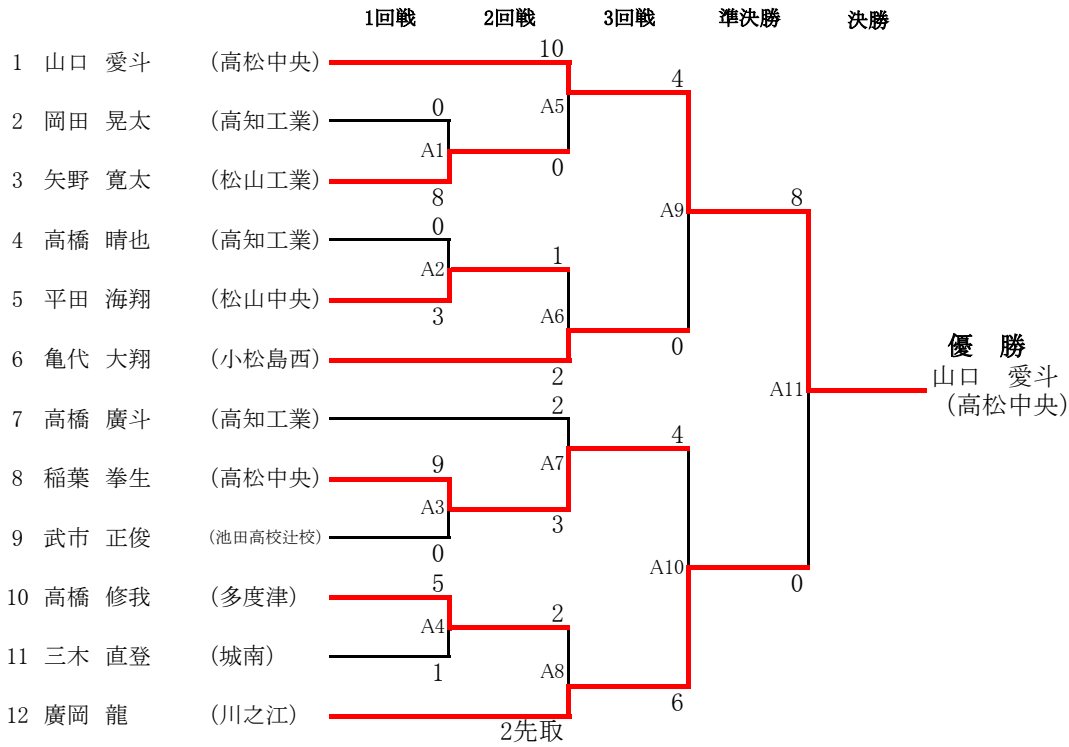 1回戦 2回戦 3回戦 準決勝 決勝
10
1 山口 愛斗 (高松中央)
4
0
A5
2 岡田 晃太 (高知工業)
A1
0
3 矢野 寛太 (松山工業)
8
A9
8
0
4 高橋 晴也 (高知工業)
1
A2
5 平田 海翔 (松山中央)
3
A6
0
6 亀代 大翔 (小松島西)
2
優 勝
山口 愛斗
(高松中央)
A11
2
7 高橋 廣斗 (高知工業)
4
9
A7
8 稲葉 拳生 (高松中央)
A3
3
9 武市 正俊 (池田高校辻校)
0
A10
0
5
10 高橋 修我 (多度津)
2
A4
11 三木 直登 (城南)
1
A8
6
12 廣岡 龍 (川之江)
2先取